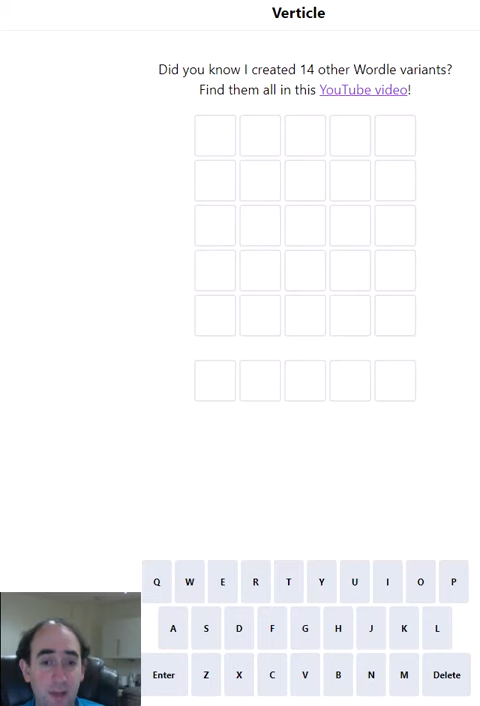 Verticle
Did you know I created 14 other Wordle variants?
Find them all in this YouTube video!
Q W E R T Y U I O P
A S D F G H J K L
Enter Z X C V B N M Delete